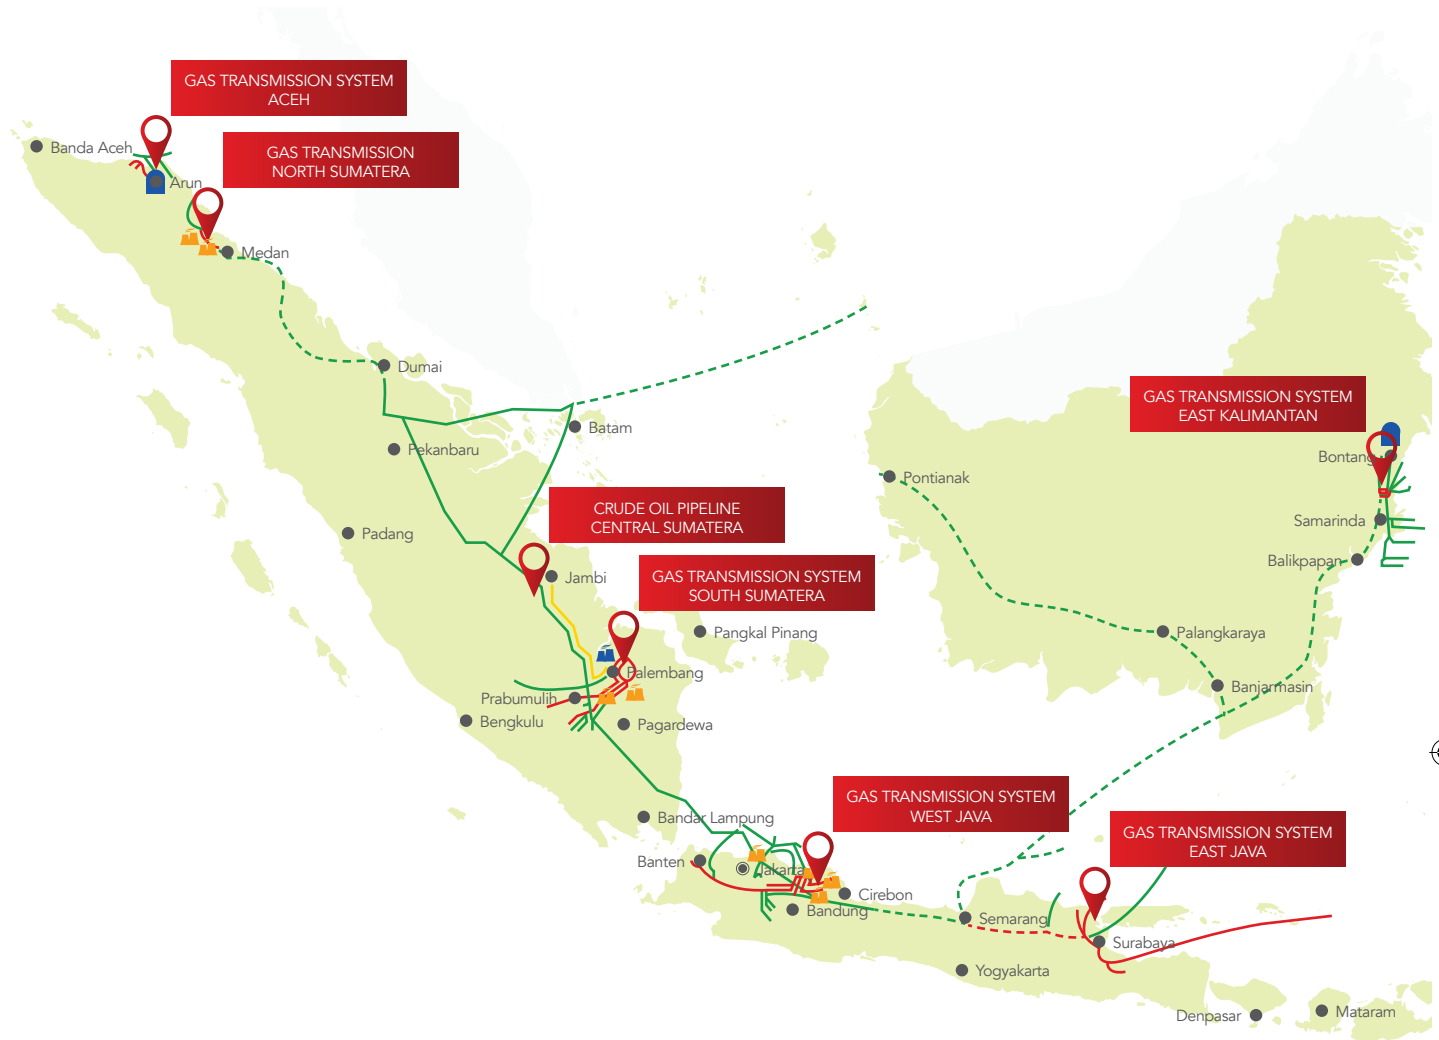 GAS TRANSMISSION SYSTEM
ACEH
GAS TRANSMISSION
NORTH SUMATERA
Banda Aceh
Arun
Medan
Dumai
GAS TRANSMISSION SYSTEM
EAST KALIMANTAN
Batam
Pekanbaru
Bontang
Pontianak
CRUDE OIL PIPELINE
CENTRAL SUMATERA
Samarinda
Padang
Balikpapan
GAS TRANSMISSION SYSTEM
SOUTH SUMATERA
Jambi
Pangkal Pinang
Palangkaraya
Palembang
Banjarmasin
Prabumulih
Bengkulu
Pagardewa
GAS TRANSMISSION SYSTEM
WEST JAVA
Bandar Lampung
GAS TRANSMISSION SYSTEM
EAST JAVA
Banten
Jakarta
Cirebon
Bandung
Semarang
Surabaya
Yogyakarta
Denpasar
Mataram